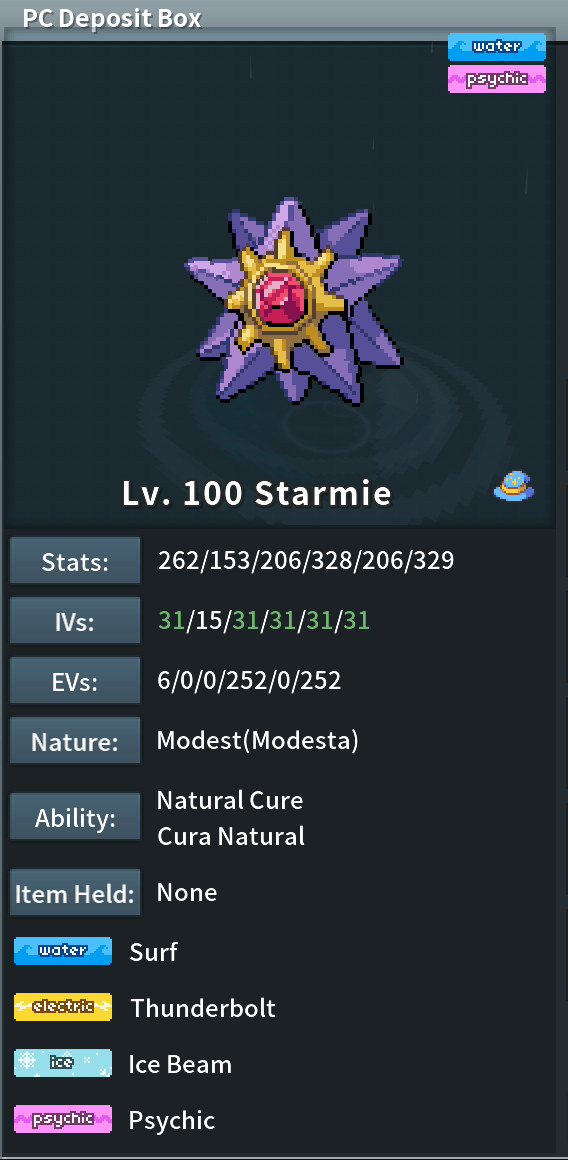 PC Deposit Box
water
psychic
Lv. 100 Starmie
Stats: 262/153/206/328/206/329
IVs: 31/15/31/31/31/31
EVs: 6/0/0/252/0/252
Nature: Modest(Modesta)
Ability: Natural Cure
Cura Natural
Item Held: None
water Surf
electric Thunderbolt
ice Ice Beam
psychic Psychic